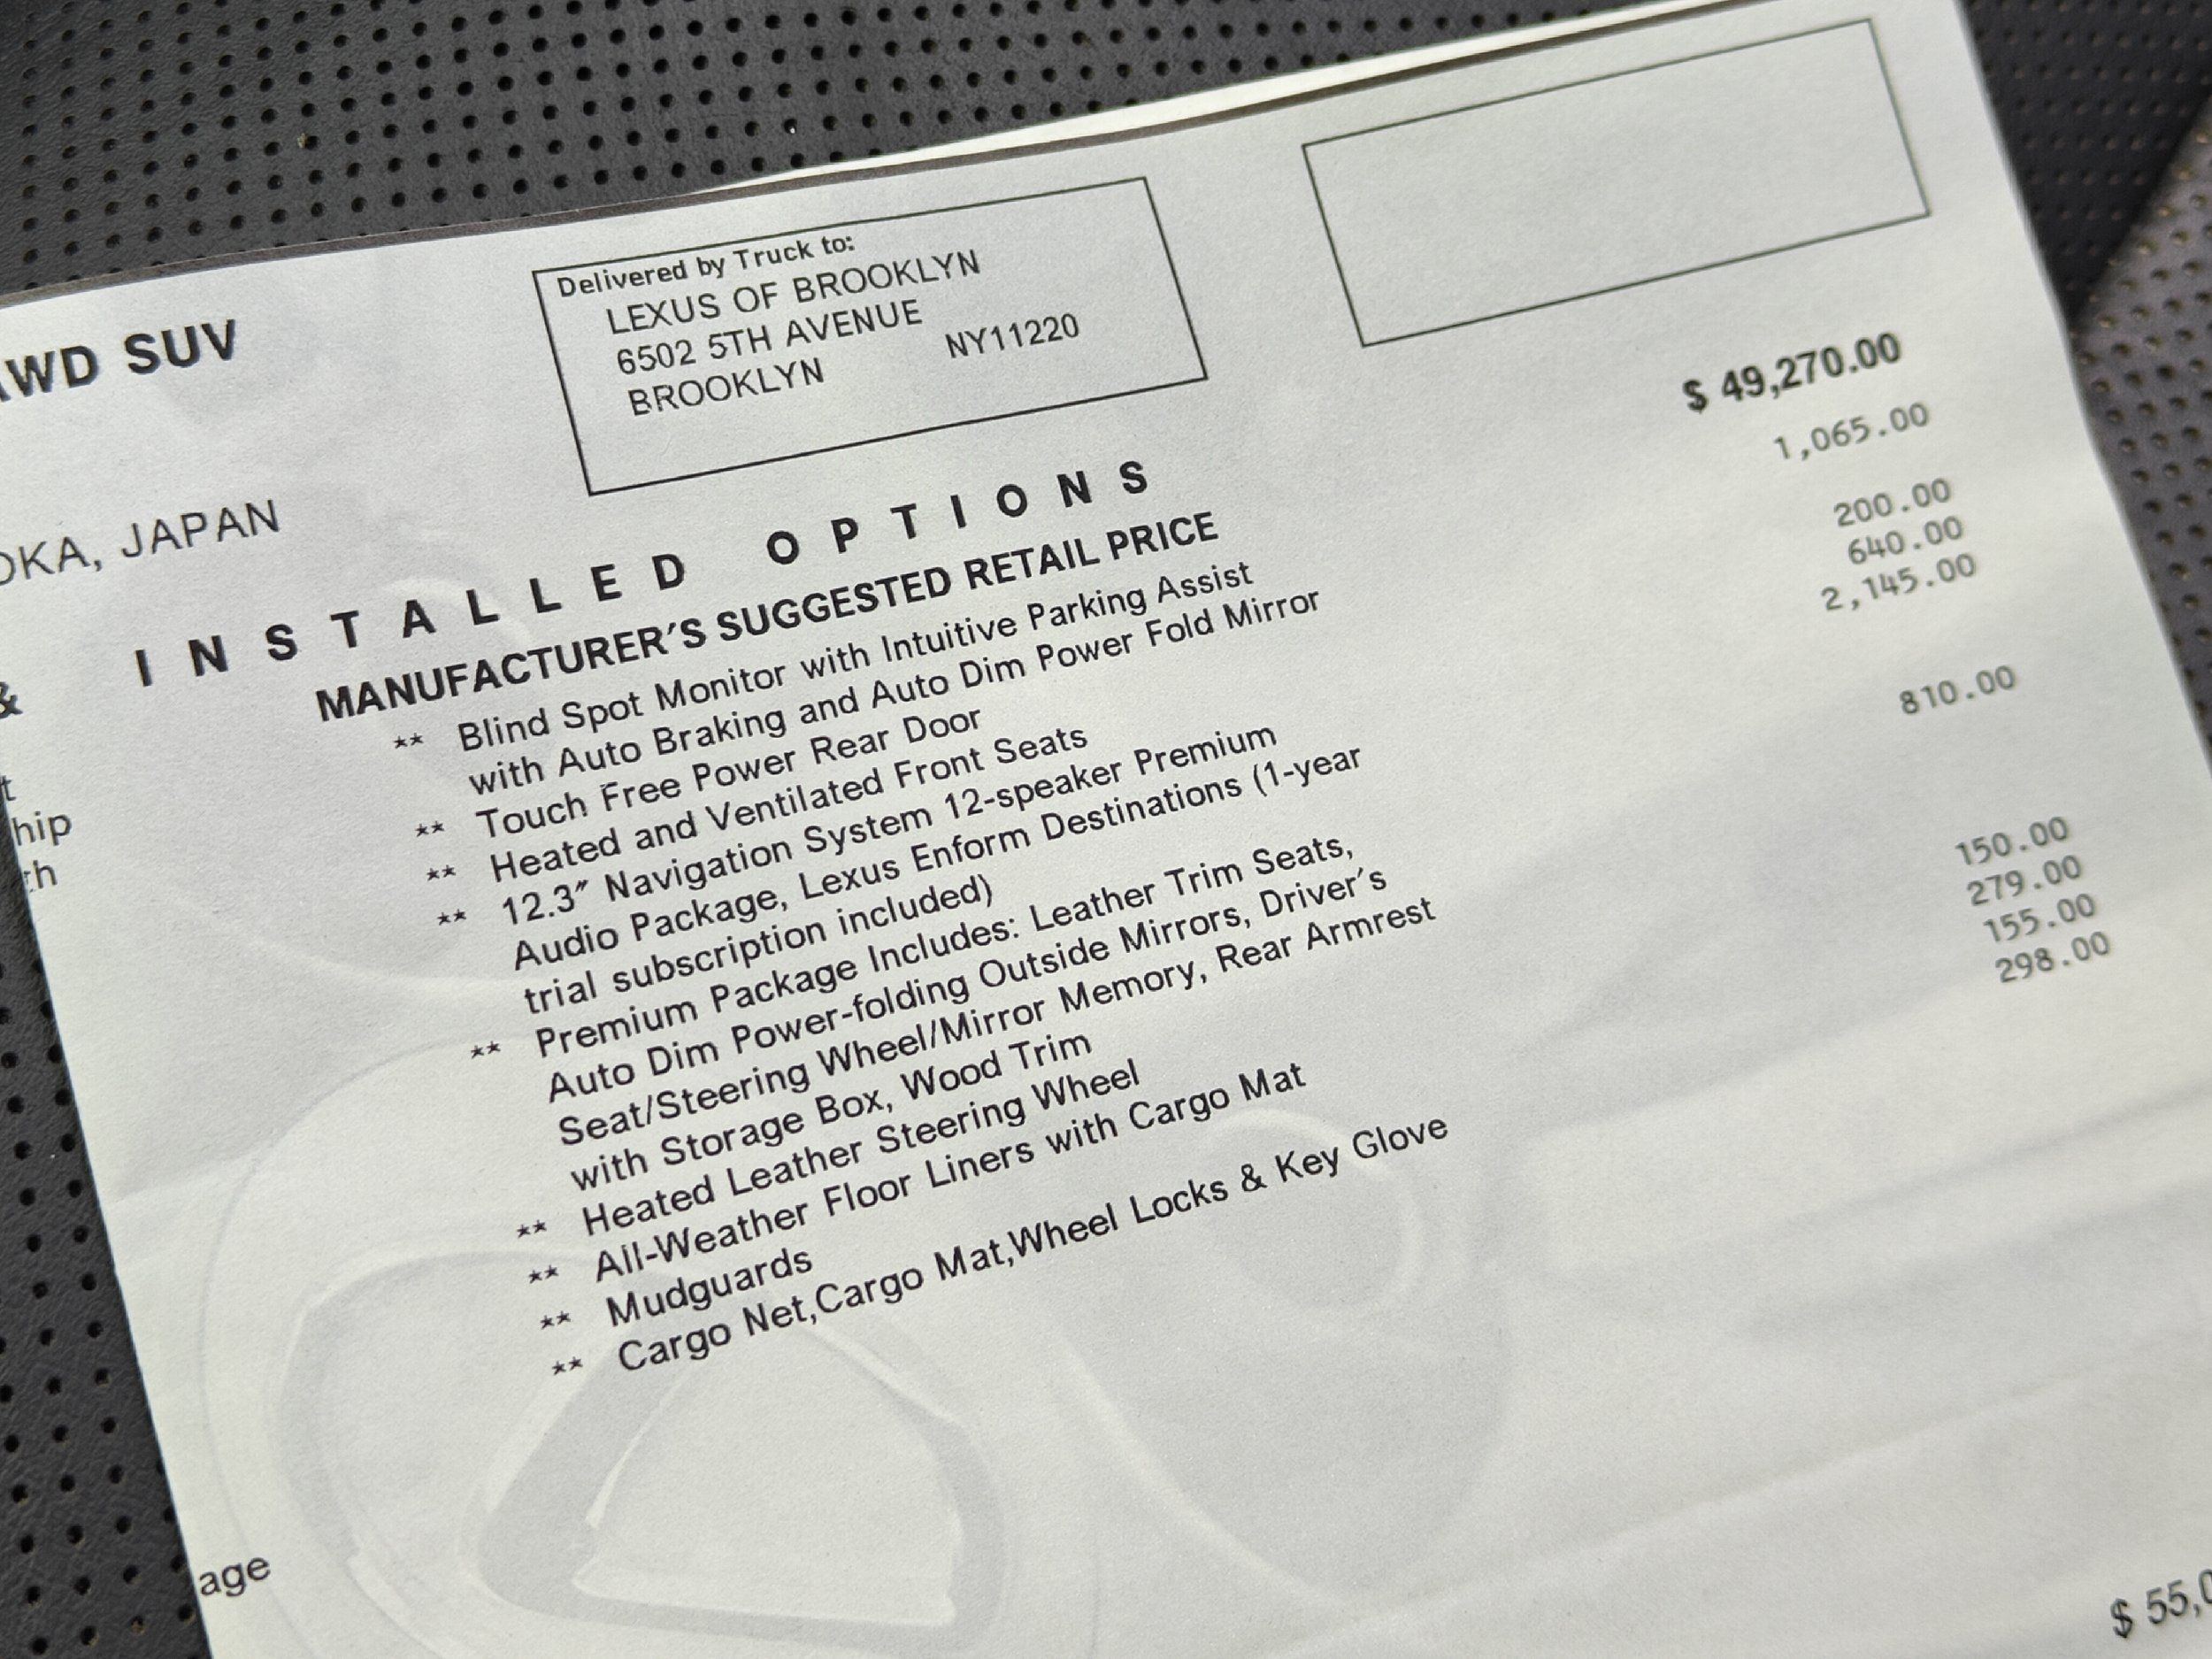 Delivered by Truck to:
LEXUS OF BROOKLYN
6502 5TH AVENUE
BROOKLYN NY11220
WD SUV
OKA, JAPAN
&
t
hip
th
age
INSTALLED OPTIONS
MANUFACTURER'S SUGGESTED RETAIL PRICE $ 49,270.00
** Blind Spot Monitor with Intuitive Parking Assist 1,065.00
with Auto Braking and Auto Dim Power Fold Mirror
** Touch Free Power Rear Door 200.00
** Heated and Ventilated Front Seats 640.00
** 12.3″ Navigation System 12-speaker Premium 2,145.00
Audio Package, Lexus Enform Destinations (1-year
trial subscription included)
** Premium Package Includes: Leather Trim Seats, 810.00
Auto Dim Power-folding Outside Mirrors, Driver's
Seat/Steering Wheel/Mirror Memory, Rear Armrest
with Storage Box, Wood Trim
** Heated Leather Steering Wheel 150.00
** All-Weather Floor Liners with Cargo Mat 279.00
** Mudguards 155.00
** Cargo Net,Cargo Mat,Wheel Locks & Key Glove 298.00
$ 55,0